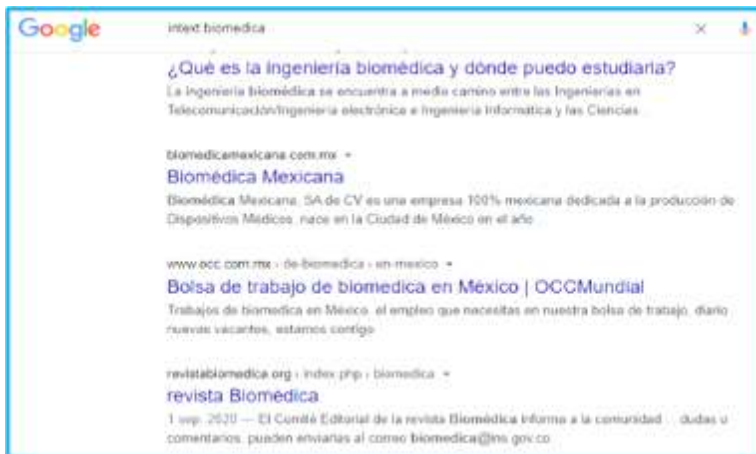 Google
intext biomedica
¿Qué es la ingeniería biomédica y dónde puedo estudiarla?
La ingeniería biomédica se encuentra a medio camino entre las Ingenierías en
Telecomunicación/Ingeniería electrónica e Ingeniería Informática y las Ciencias
biomedicamexicana.com.mx
Biomédica Mexicana
Biomédica Mexicana, SA de CV es una empresa 100% mexicana dedicada a la producción de
Dispositivos Médicos, nace en la Ciudad de México en el año
www.occ.com.mx › de-biomedica › en-mexico
Bolsa de trabajo de biomedica en México | OCCMundial
Trabajos de biomedica en México, el empleo que necesitas en nuestra bolsa de trabajo, diario
nuevas vacantes, estamos contigo
revistabiomedica.org › index.php › biomedica
revista Biomédica
1 sep. 2020 — El Comité Editorial de la revista Biomédica informa a la comunidad ... dudas o
comentarios, pueden enviarlas al correo biomedica@ins.gov.co